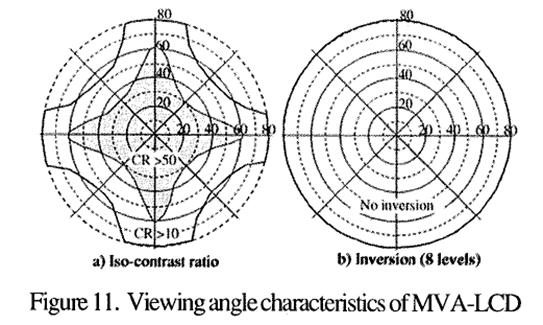 80
60
40
20
20 40 60 80
CR >50
CR >10
a) Iso-contrast ratio
80
60
40
20
20 40 60 80
No inversion
b) Inversion (8 levels)
Figure 11. Viewing angle characteristics of MVA-LCD